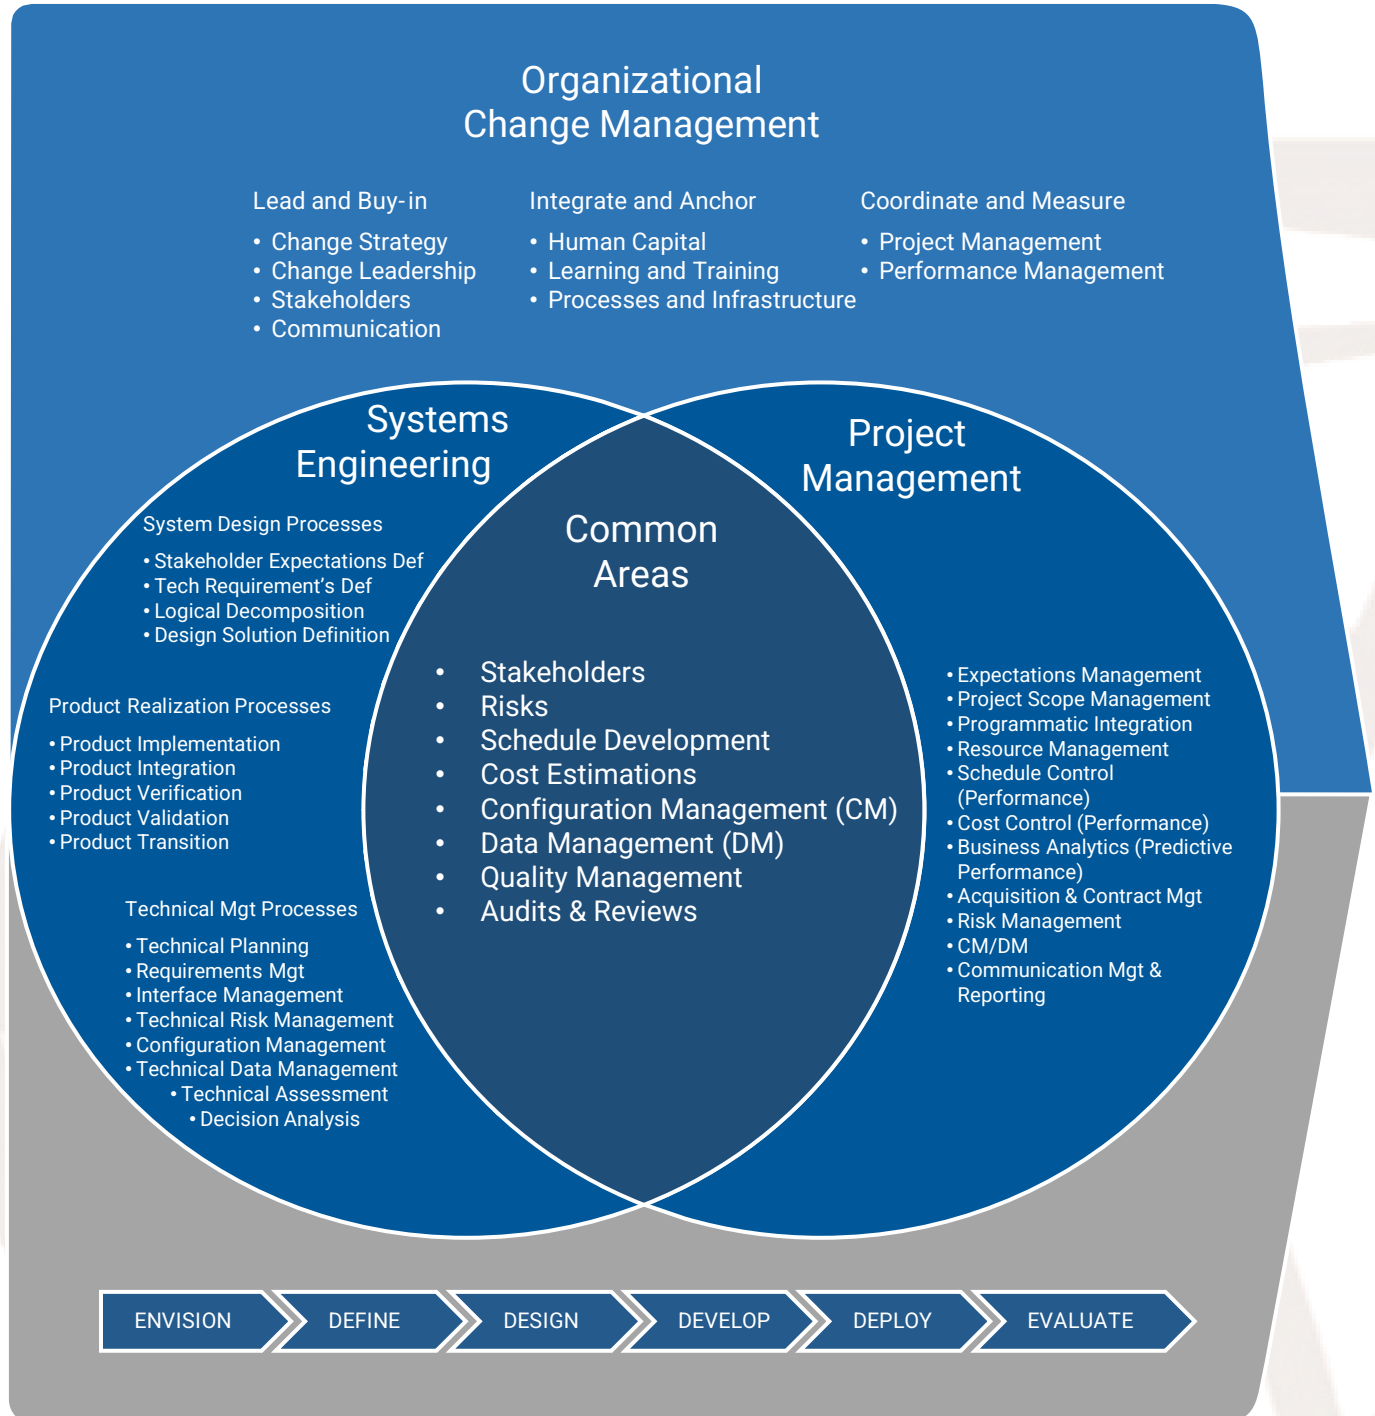 Organizational
Change Management
Lead and Buy-in
• Change Strategy
• Change Leadership
• Stakeholders
• Communication
Integrate and Anchor
• Human Capital
• Learning and Training
• Processes and Infrastructure
Coordinate and Measure
• Project Management
• Performance Management
Systems
Engineering
System Design Processes
• Stakeholder Expectations Def
• Tech Requirement’s Def
• Logical Decomposition
• Design Solution Definition
Product Realization Processes
• Product Implementation
• Product Integration
• Product Verification
• Product Validation
• Product Transition
Technical Mgt Processes
• Technical Planning
• Requirements Mgt
• Interface Management
• Technical Risk Management
• Configuration Management
• Technical Data Management
• Technical Assessment
• Decision Analysis
Common
Areas
• Stakeholders
• Risks
• Schedule Development
• Cost Estimations
• Configuration Management (CM)
• Data Management (DM)
• Quality Management
• Audits & Reviews
Project
Management
• Expectations Management
• Project Scope Management
• Programmatic Integration
• Resource Management
• Schedule Control
(Performance)
• Cost Control (Performance)
• Business Analytics (Predictive
Performance)
• Acquisition & Contract Mgt
• Risk Management
• CM/DM
• Communication Mgt &
Reporting
ENVISION
DEFINE
DESIGN
DEVELOP
DEPLOY
EVALUATE